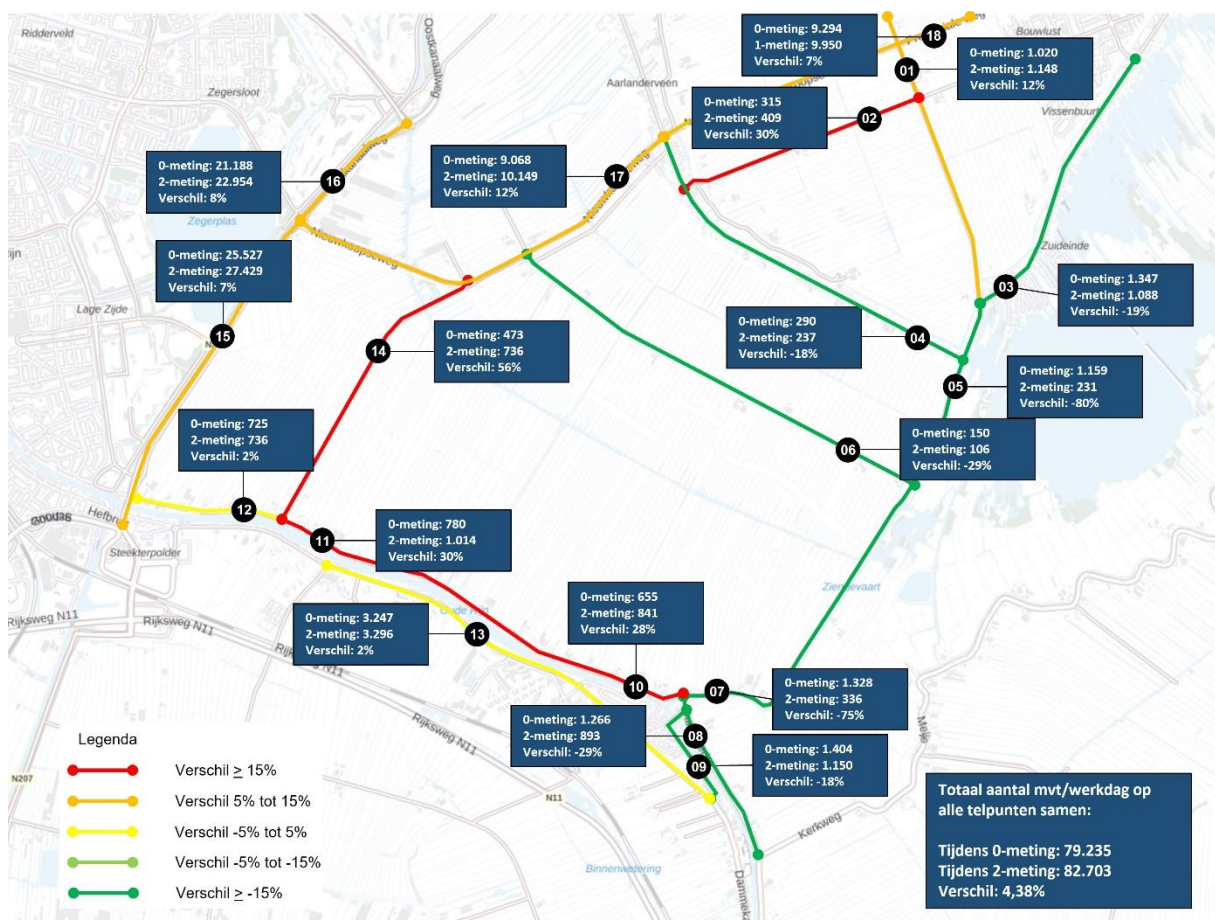 Ridderveld
Oostkanaalweg
Zegersloot
Aarlanderveen
0-meting: 9.294
1-meting: 9.950
Verschil: 7%
18
Bouwlust
01
0-meting: 1.020
2-meting: 1.148
Verschil: 12%
0-meting: 315
2-meting: 409
Verschil: 30%
02
Vissenbuurt
0-meting: 21.188
2-meting: 22.954
Verschil: 8%
16
0-meting: 9.068
2-meting: 10.149
Verschil: 12%
17
Zegerplas
Nieuwkoopseweg
Zuideinde
0-meting: 25.527
2-meting: 27.429
Verschil: 7%
15
Lage Zijde
03
0-meting: 1.347
2-meting: 1.088
Verschil: -19%
14
0-meting: 473
2-meting: 736
Verschil: 56%
0-meting: 290
2-meting: 237
Verschil: -18%
04
05
0-meting: 1.159
2-meting: 231
Verschil: -80%
0-meting: 725
2-meting: 736
Verschil: 2%
12
06
0-meting: 150
2-meting: 106
Verschil: -29%
Steekterpolder
11
0-meting: 780
2-meting: 1.014
Verschil: 30%
Ziendevaart
Rijksweg N11
Rijksweg N11
Rijksweg N11
0-meting: 3.247
2-meting: 3.296
Verschil: 2%
13
Oude Rijn
0-meting: 655
2-meting: 841
Verschil: 28%
10
07
0-meting: 1.328
2-meting: 336
Verschil: -75%
Meije
0-meting: 1.266
2-meting: 893
Verschil: -29%
08
09
0-meting: 1.404
2-meting: 1.150
Verschil: -18%
Rijksweg N11
N11
N207
Kerkweg
Binnenwetering
Legenda
Verschil ≥ 15%
Verschil 5% tot 15%
Verschil -5% tot 5%
Verschil -5% tot -15%
Verschil ≥ -15%
Totaal aantal mvt/werkdag op
alle telpunten samen:
Tijdens 0-meting: 79.235
Tijdens 2-meting: 82.703
Verschil: 4,38%